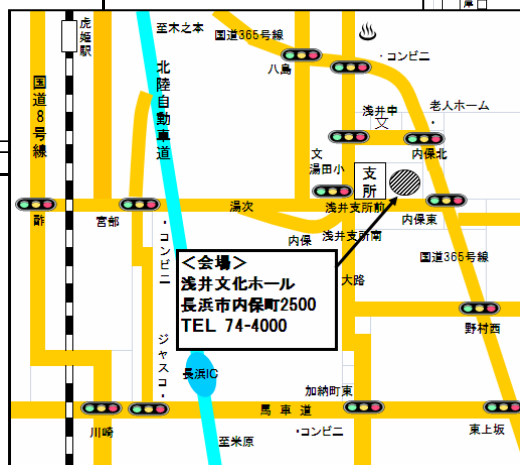 庫口
虎姫駅
至木之本
国道365号線
・コンビニ
八島
国道8号線
北陸自動車道
浅井中
文
老人ホーム
・
文
湯田小
支所
内保北
酢
宮部
湯次
浅井支所前
内保東
・コンビニ
内保
浅井支所南
国道365号線
＜会場＞
浅井文化ホール
長浜市内保町2500
TEL 74-4000
大路
野村西
ジャスコ・
長浜IC
加納町東
川崎
馬車道
・コンビニ
東上坂
至米原